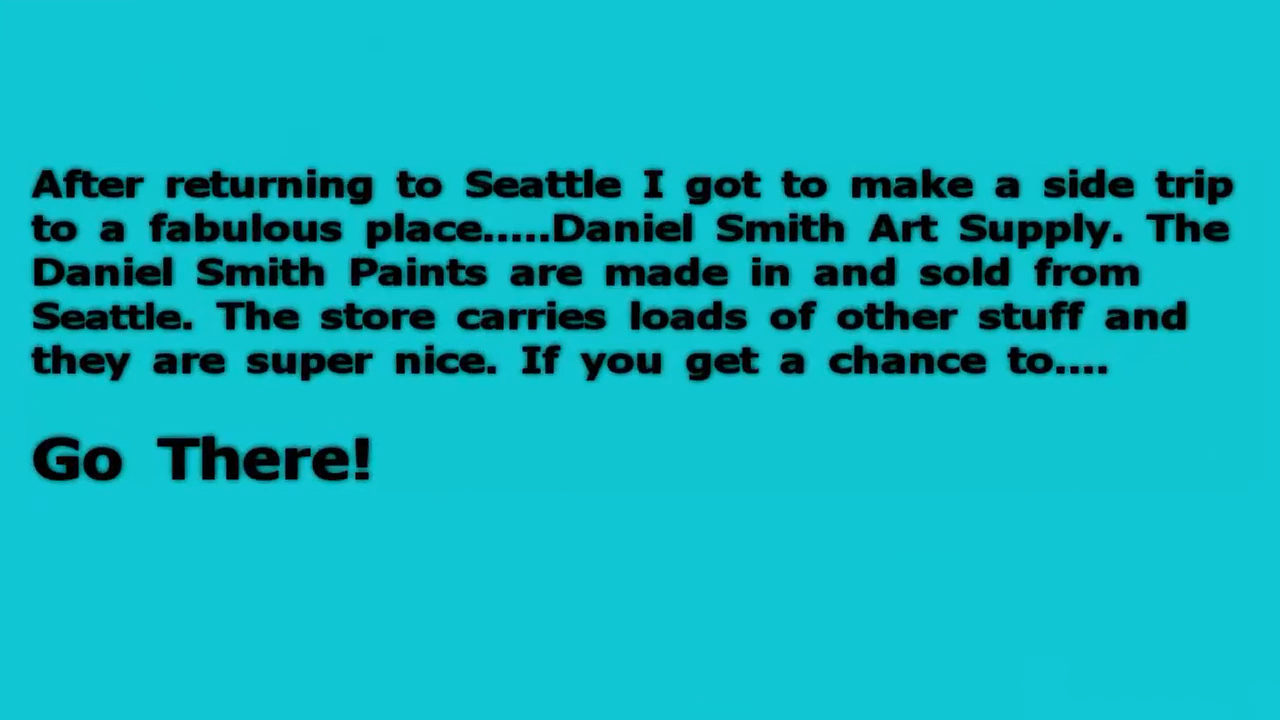 After returning to Seattle I got to make a side trip
to a fabulous place.....Daniel Smith Art Supply. The
Daniel Smith Paints are made in and sold from
Seattle. The store carries loads of other stuff and
they are super nice. If you get a chance to....
Go There!